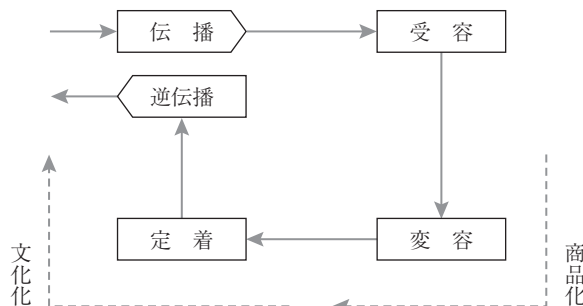 伝　播
受　容
逆伝播
定　着
変　容
文化化
商品化